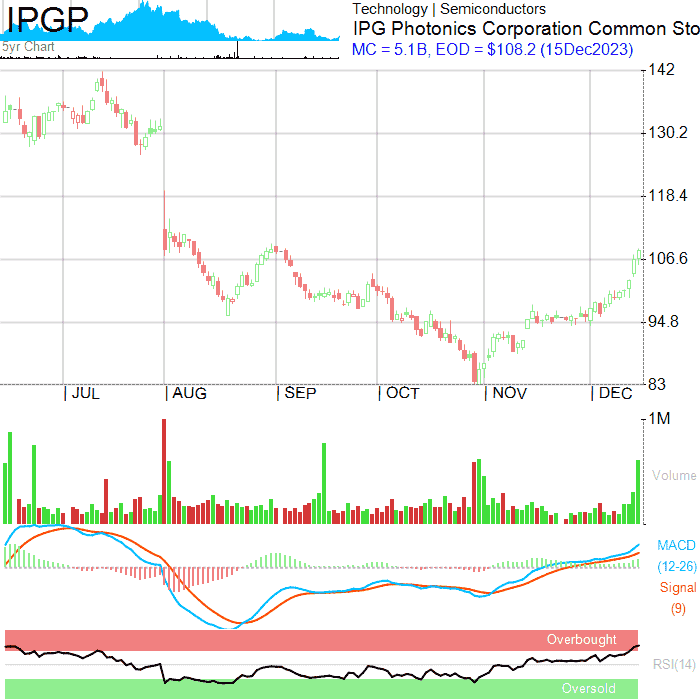 IPGP
5yr Chart
Technology | Semiconductors
IPG Photonics Corporation Common Sto
MC = 5.1B, EOD = $108.2 (15Dec2023)
142
130.2
118.4
106.6
94.8
83
| JUL | AUG | SEP | OCT | NOV | DEC
1M
Volume
MACD
(12-26)
Signal
(9)
Overbought
RSI(14)
Oversold